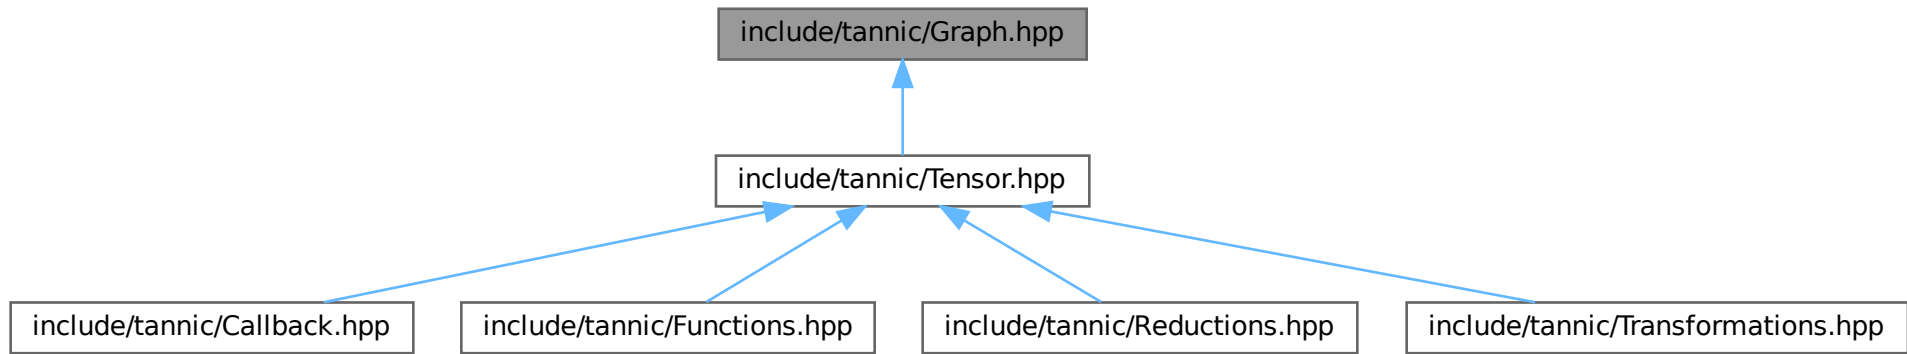 include/tannic/Graph.hpp
include/tannic/Tensor.hpp
include/tannic/Callback.hpp
include/tannic/Functions.hpp
include/tannic/Reductions.hpp
include/tannic/Transformations.hpp